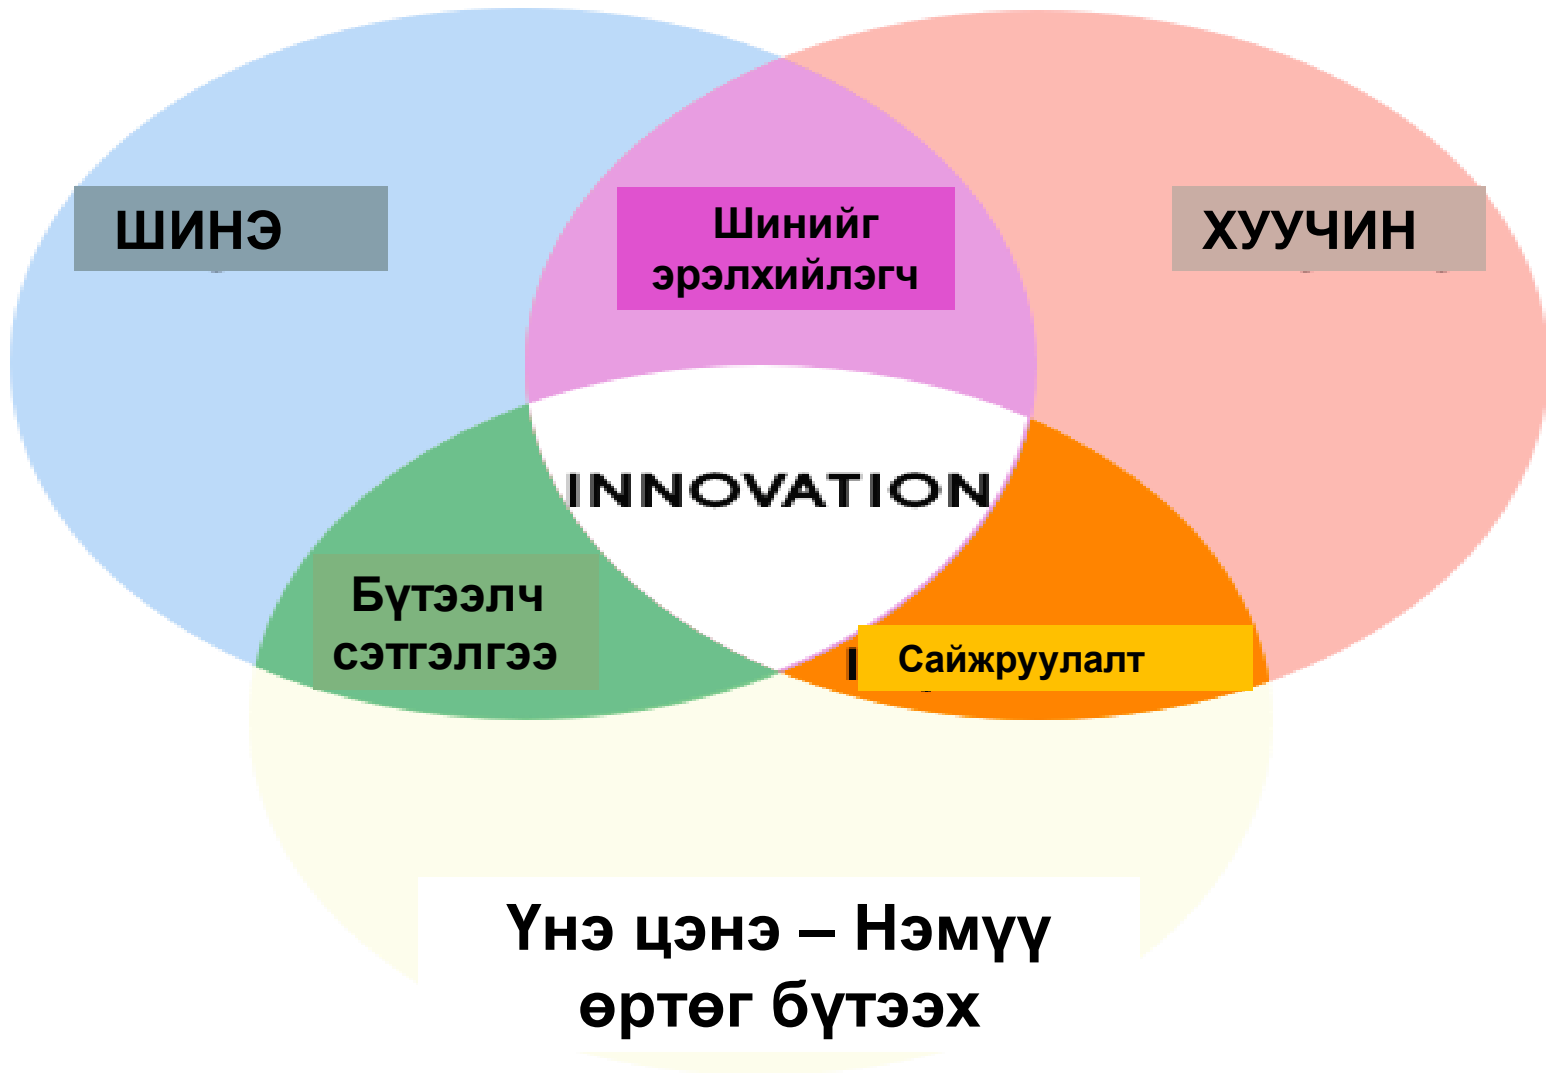 ШИНЭ
Шинийг
эрэлхийлэгч
ХУУЧИН
INNOVATION
Бүтээлч
сэтгэлгээ
Сайжруулалт
Үнэ цэнэ – Нэмүү
өртөг бүтээх